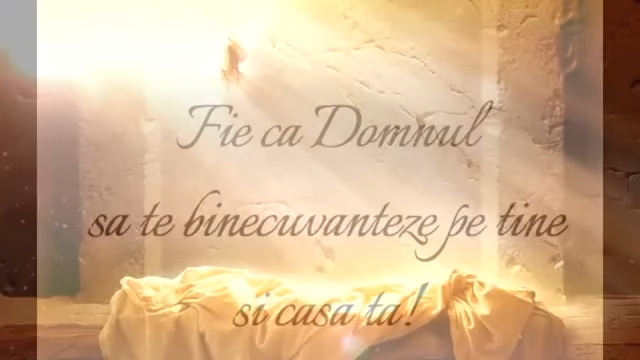 Fie ca Domnul
sa te binecuvanteze pe tine
si casa ta!